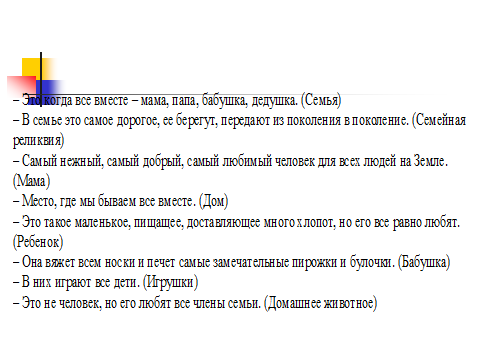 – Это когда все вместе – мама, папа, бабушка, дедушка. (Семья)
– В семье это самое дорогое, ее берегут, передают из поколения в поколение. (Семейная
реликвия)
– Самый нежный, самый добрый, самый любимый человек для всех людей на Земле.
(Мама)
– Место, где мы бываем все вместе. (Дом)
– Это такое маленькое, пищащее, доставляющее много хлопот, но его все равно любят.
(Ребенок)
– Она вяжет всем носки и печет самые замечательные пирожки и булочки. (Бабушка)
– В них играют все дети. (Игрушки)
– Это не человек, но его любят все члены семьи. (Домашнее животное)